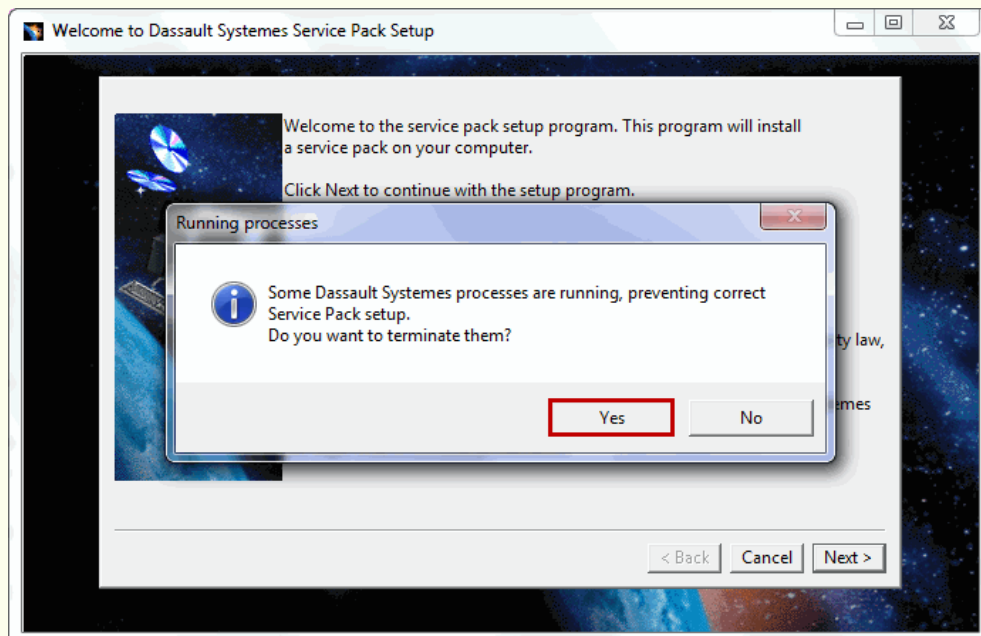 Welcome to Dassault Systemes Service Pack Setup
Welcome to the service pack setup program. This program will install
a service pack on your computer.
Click Next to continue with the setup program.
Running processes
Some Dassault Systemes processes are running, preventing correct
Service Pack setup.
Do you want to terminate them?
ty law,
emes
Yes
No
< Back
Cancel
Next >